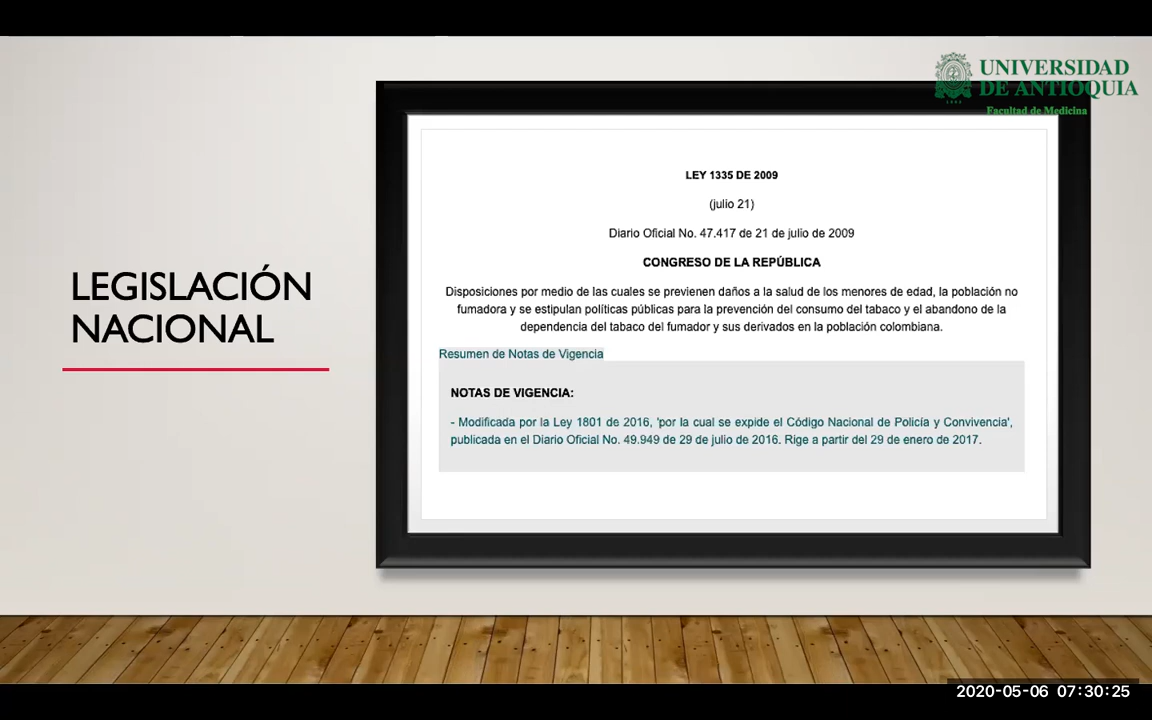 UNIVERSIDAD
DE ANTIOQUIA
1803
Facultad de Medicina
LEGISLACIÓN
NACIONAL
LEY 1335 DE 2009
(julio 21)
Diario Oficial No. 47.417 de 21 de julio de 2009
CONGRESO DE LA REPÚBLICA
Disposiciones por medio de las cuales se previenen daños a la salud de los menores de edad, la población no
fumadora y se estipulan políticas públicas para la prevención del consumo del tabaco y el abandono de la
dependencia del tabaco del fumador y sus derivados en la población colombiana.
Resumen de Notas de Vigencia
NOTAS DE VIGENCIA:
- Modificada por la Ley 1801 de 2016, 'por la cual se expide el Código Nacional de Policía y Convivencia',
publicada en el Diario Oficial No. 49.949 de 29 de julio de 2016. Rige a partir del 29 de enero de 2017.
2020-05-06 07:30:25